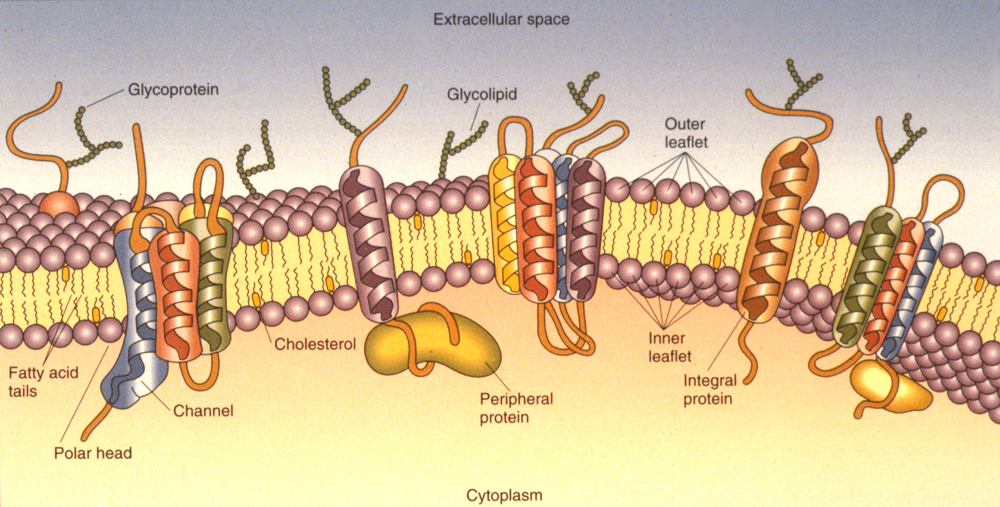 Extracellular space
Glycoprotein
Glycolipid
Outer
leaflet
Cholesterol
Inner
leaflet
Fatty acid
tails
Integral
protein
Peripheral
protein
Channel
Polar head
Cytoplasm